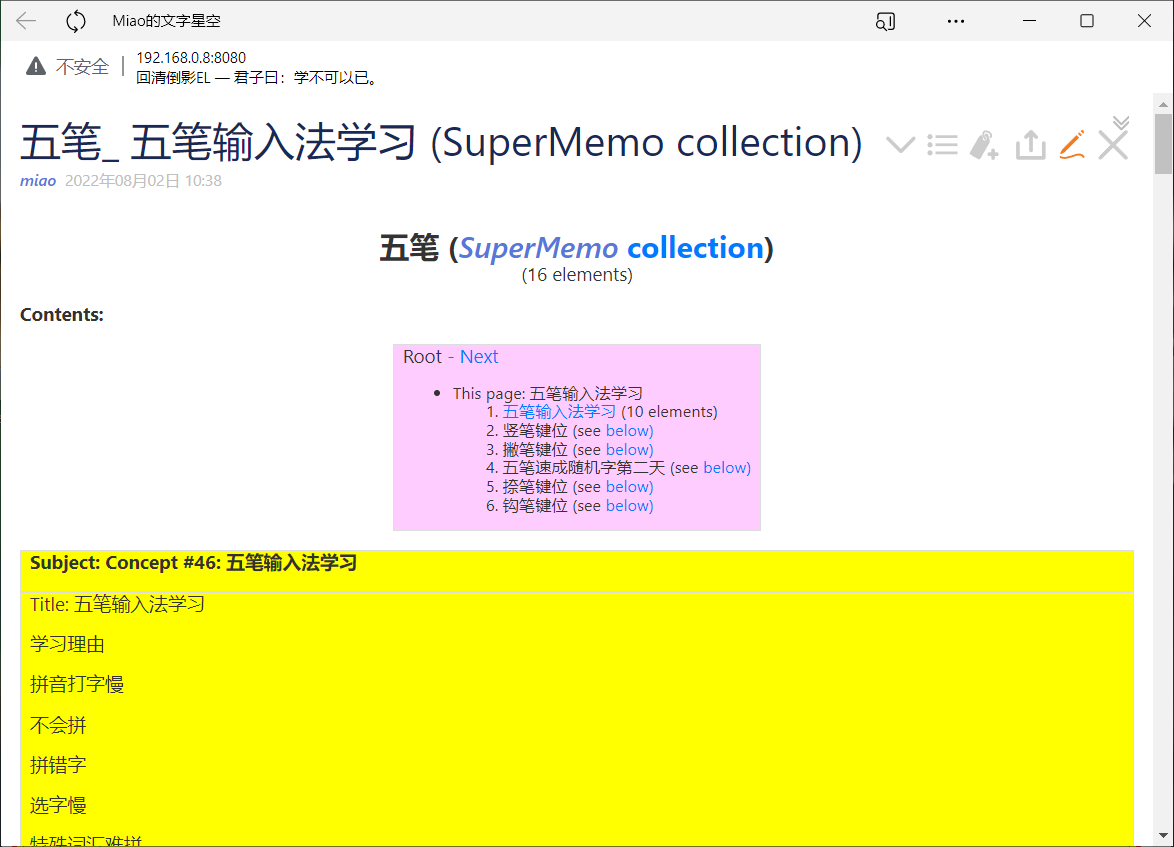 Miao的文字星空
不安全
192.168.0.8:8080
回清倒影EL — 君子曰：学不可以已。
五笔_ 五笔输入法学习 (SuperMemo collection)
miao 2022年08月02日 10:38
五笔 (SuperMemo collection)
(16 elements)
Contents:
Root - Next
• This page: 五笔输入法学习
1. 五笔输入法学习 (10 elements)
2. 竖笔键位 (see below)
3. 撇笔键位 (see below)
4. 五笔速成随机字第二天 (see below)
5. 捺笔键位 (see below)
6. 钩笔键位 (see below)
Subject: Concept #46: 五笔输入法学习
Title: 五笔输入法学习
学习理由
拼音打字慢
不会拼
拼错字
选字慢
特殊词汇难拼